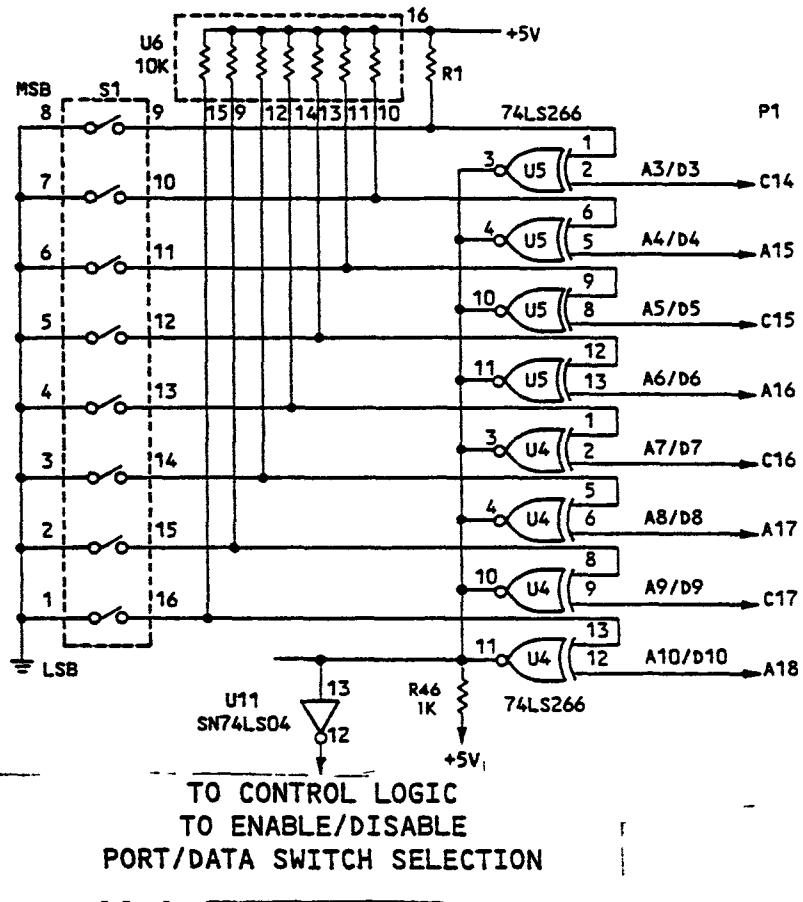 16
U6
10K
+5V
R1
MSB
S1
8
9
15 9 12 14 13 11 10
74LS266
P1
3
U5
1
2
A3/D3
C14
7
10
4
U5
6
5
A4/D4
A15
6
11
10
U5
9
8
A5/D5
C15
5
12
11
U5
12
13
A6/D6
A16
4
13
3
U4
1
2
A7/D7
C16
3
14
4
U4
5
6
A8/D8
A17
2
15
10
U4
8
9
A9/D9
C17
1
16
11
U4
13
12
A10/D10
A18
LSB
U11
SN74LS04
13
12
R46
1K
74LS266
+5V
TO CONTROL LOGIC
TO ENABLE/DISABLE
PORT/DATA SWITCH SELECTION